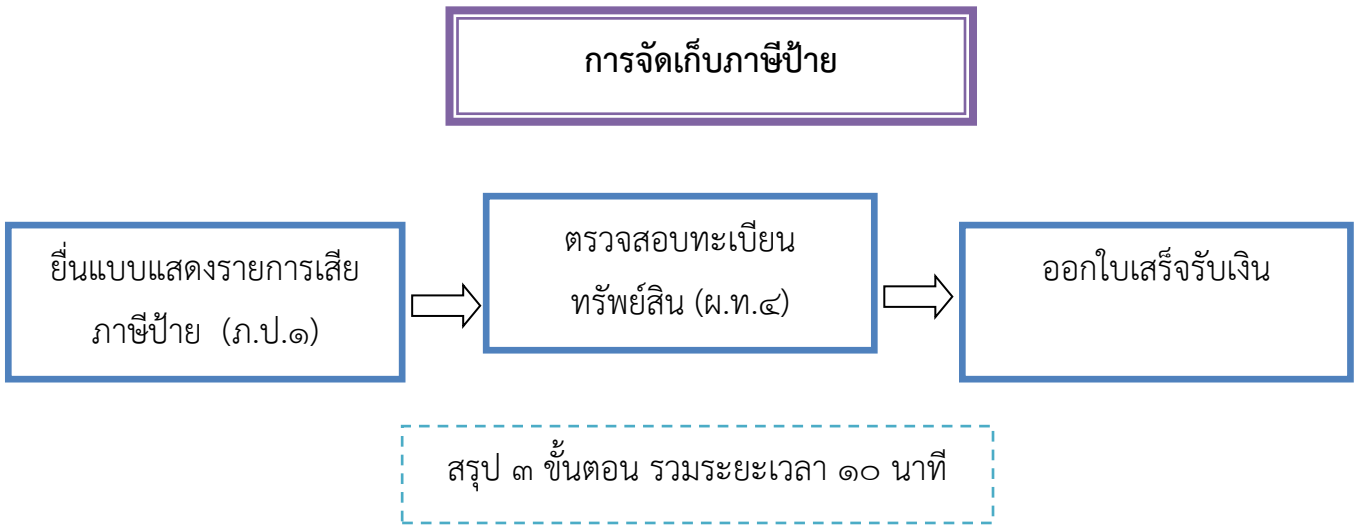 การจัดเก็บภาษีป้าย
ยื่นแบบแสดงรายการเสีย
ภาษีป้าย (ภ.ป.๑)
ตรวจสอบทะเบียน
ทรัพย์สิน (ผ.ท.๔)
ออกใบเสร็จรับเงิน
สรุป ๓ ขั้นตอน รวมระยะเวลา ๑๐ นาที